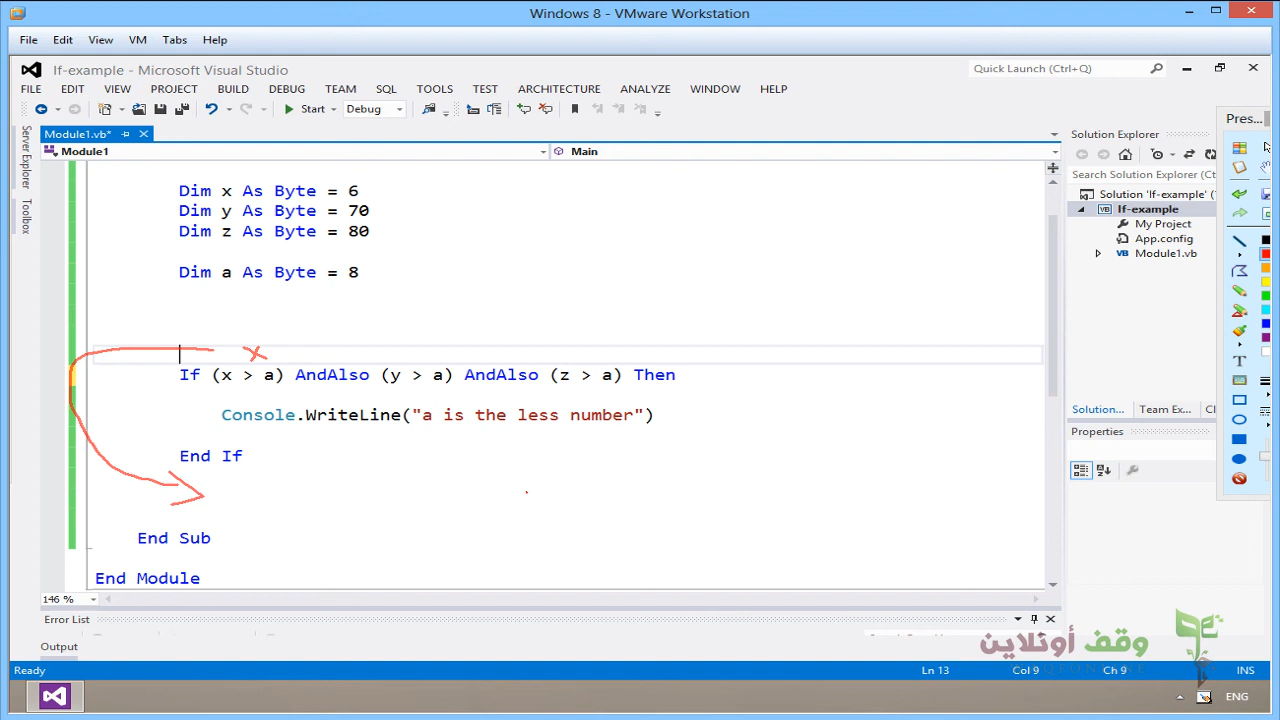 Windows 8 - VMware Workstation
File Edit View VM Tabs Help
If-example - Microsoft Visual Studio
Quick Launch (Ctrl+Q)
FILE EDIT VIEW PROJECT BUILD DEBUG TEAM SQL TOOLS TEST ARCHITECTURE ANALYZE WINDOW HELP
Start Debug
Server Explorer
Toolbox
Module1.vb*
Module1
Main
Dim x As Byte = 6
Dim y As Byte = 70
Dim z As Byte = 80
Dim a As Byte = 8
If (x > a) AndAlso (y > a) AndAlso (z > a) Then
Console.WriteLine("a is the less number")
End If
End Sub
End Module
146 %
Error List
Output
Solution Explorer
Search Solution Explorer (Ct
Solution 'If-example' (
If-example
My Project
App.config
Module1.vb
Solution... Team Ex... Cl
Properties
Pres...
T
وقف أونلاين
Ready
Ln 13 Col 9 Ch 9 INS
ENG